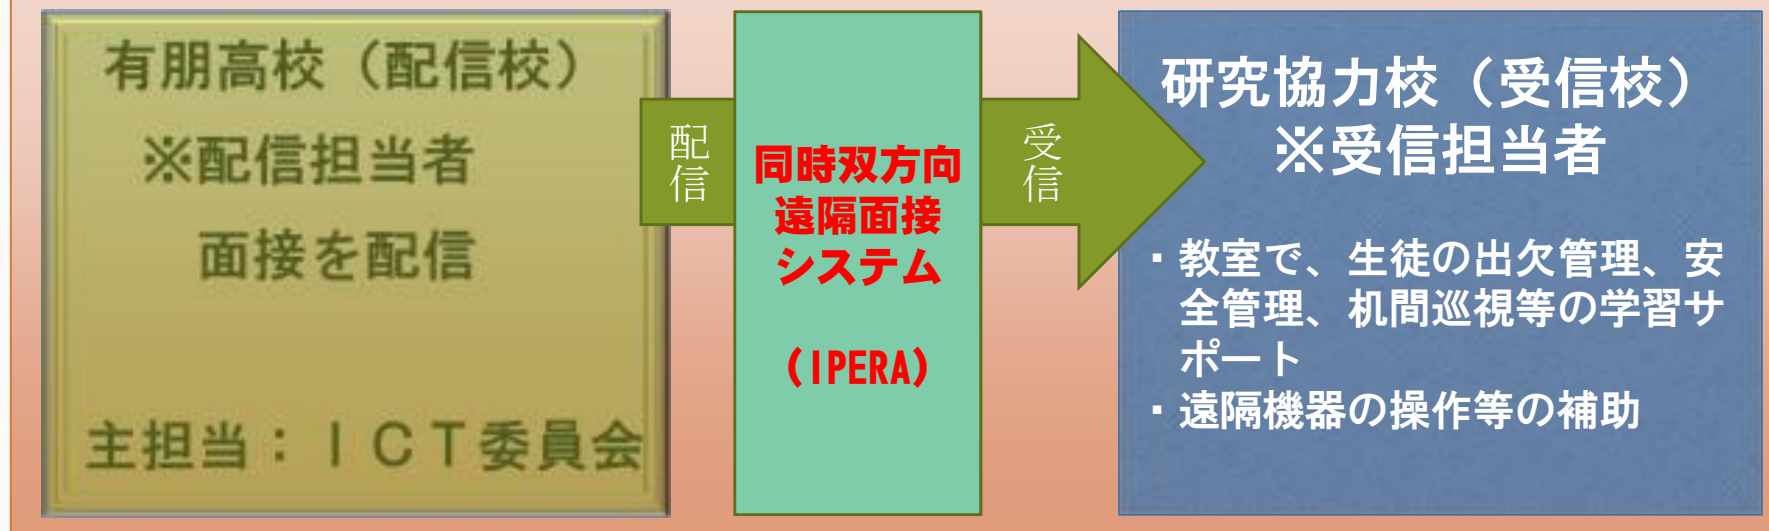 有朋高校（配信校）
※配信担当者
面接を配信
主担当：ＩＣＴ委員会
配信
同時双方向
遠隔面接
システム
(IPERA)
受信
研究協力校（受信校）
※受信担当者
・教室で、生徒の出欠管理、安
全管理、机間巡視等の学習サ
ポート
・遠隔機器の操作等の補助